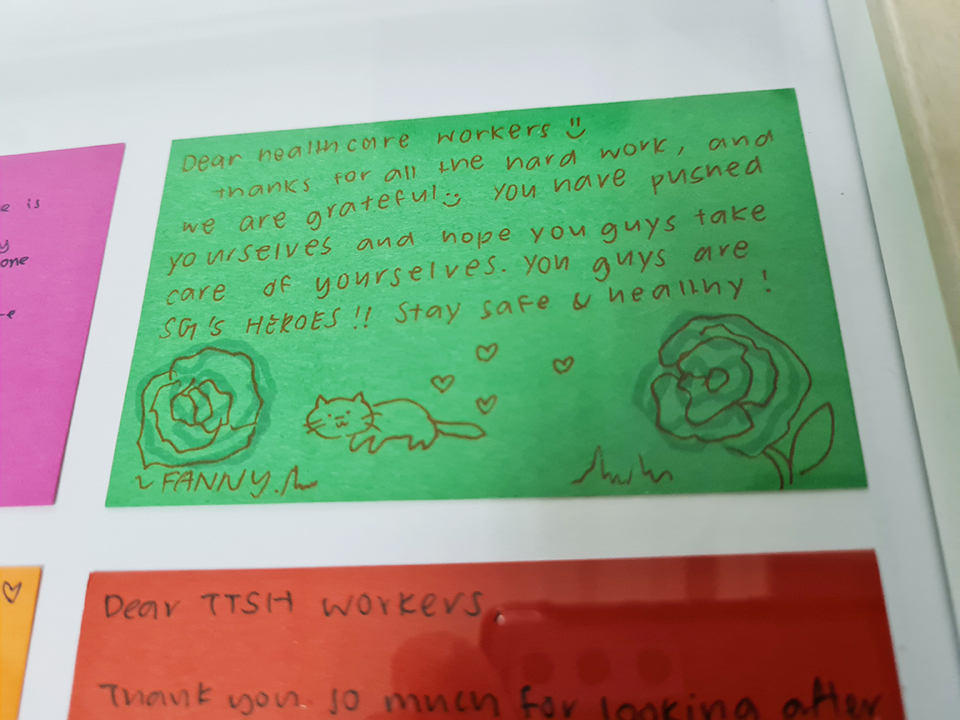 e is
y
one
e
Dear healthcare workers
thanks for all the hard work, and
we are grateful! You have pushed
yourselves and hope you guys take
care of yourselves. You guys are
SG's HEROES!! Stay safe & healthy!
~ FANNY.
Dear TTSH workers,
Thank you so much for looking after